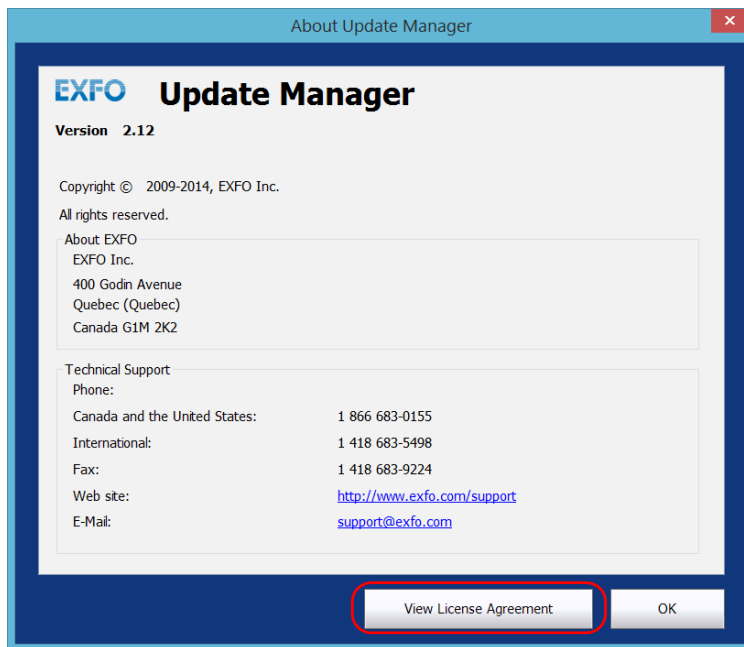 About Update Manager
EXFO Update Manager
Version 2.12
Copyright © 2009-2014, EXFO Inc.
All rights reserved.
About EXFO
EXFO Inc.
400 Godin Avenue
Quebec (Quebec)
Canada G1M 2K2
Technical Support
Phone:
Canada and the United States: 1 866 683-0155
International: 1 418 683-5498
Fax: 1 418 683-9224
Web site: http://www.exfo.com/support
E-Mail: support@exfo.com
View License Agreement OK